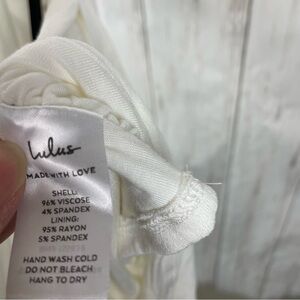 lulus
MADE WITH LOVE
SHELL:
96% VISCOSE
4% SPANDEX
LINING:
95% RAYON
5% SPANDEX
HAND WASH COLD
DO NOT BLEACH
HANG TO DRY